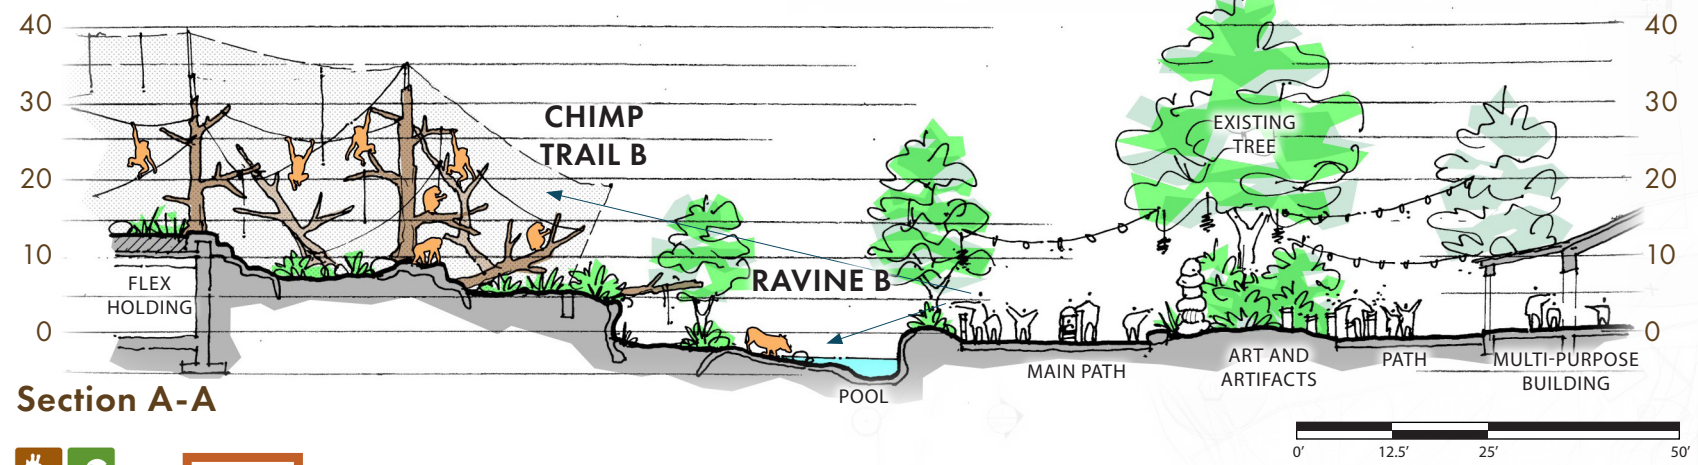 40
40
30
30
20
20
10
10
0
0
CHIMP
TRAIL B
RAVINE B
EXISTING
TREE
FLEX
HOLDING
POOL
MAIN PATH
ART AND
ARTIFACTS
PATH
MULTI-PURPOSE
BUILDING
Section A-A
0'
12.5'
25'
50'